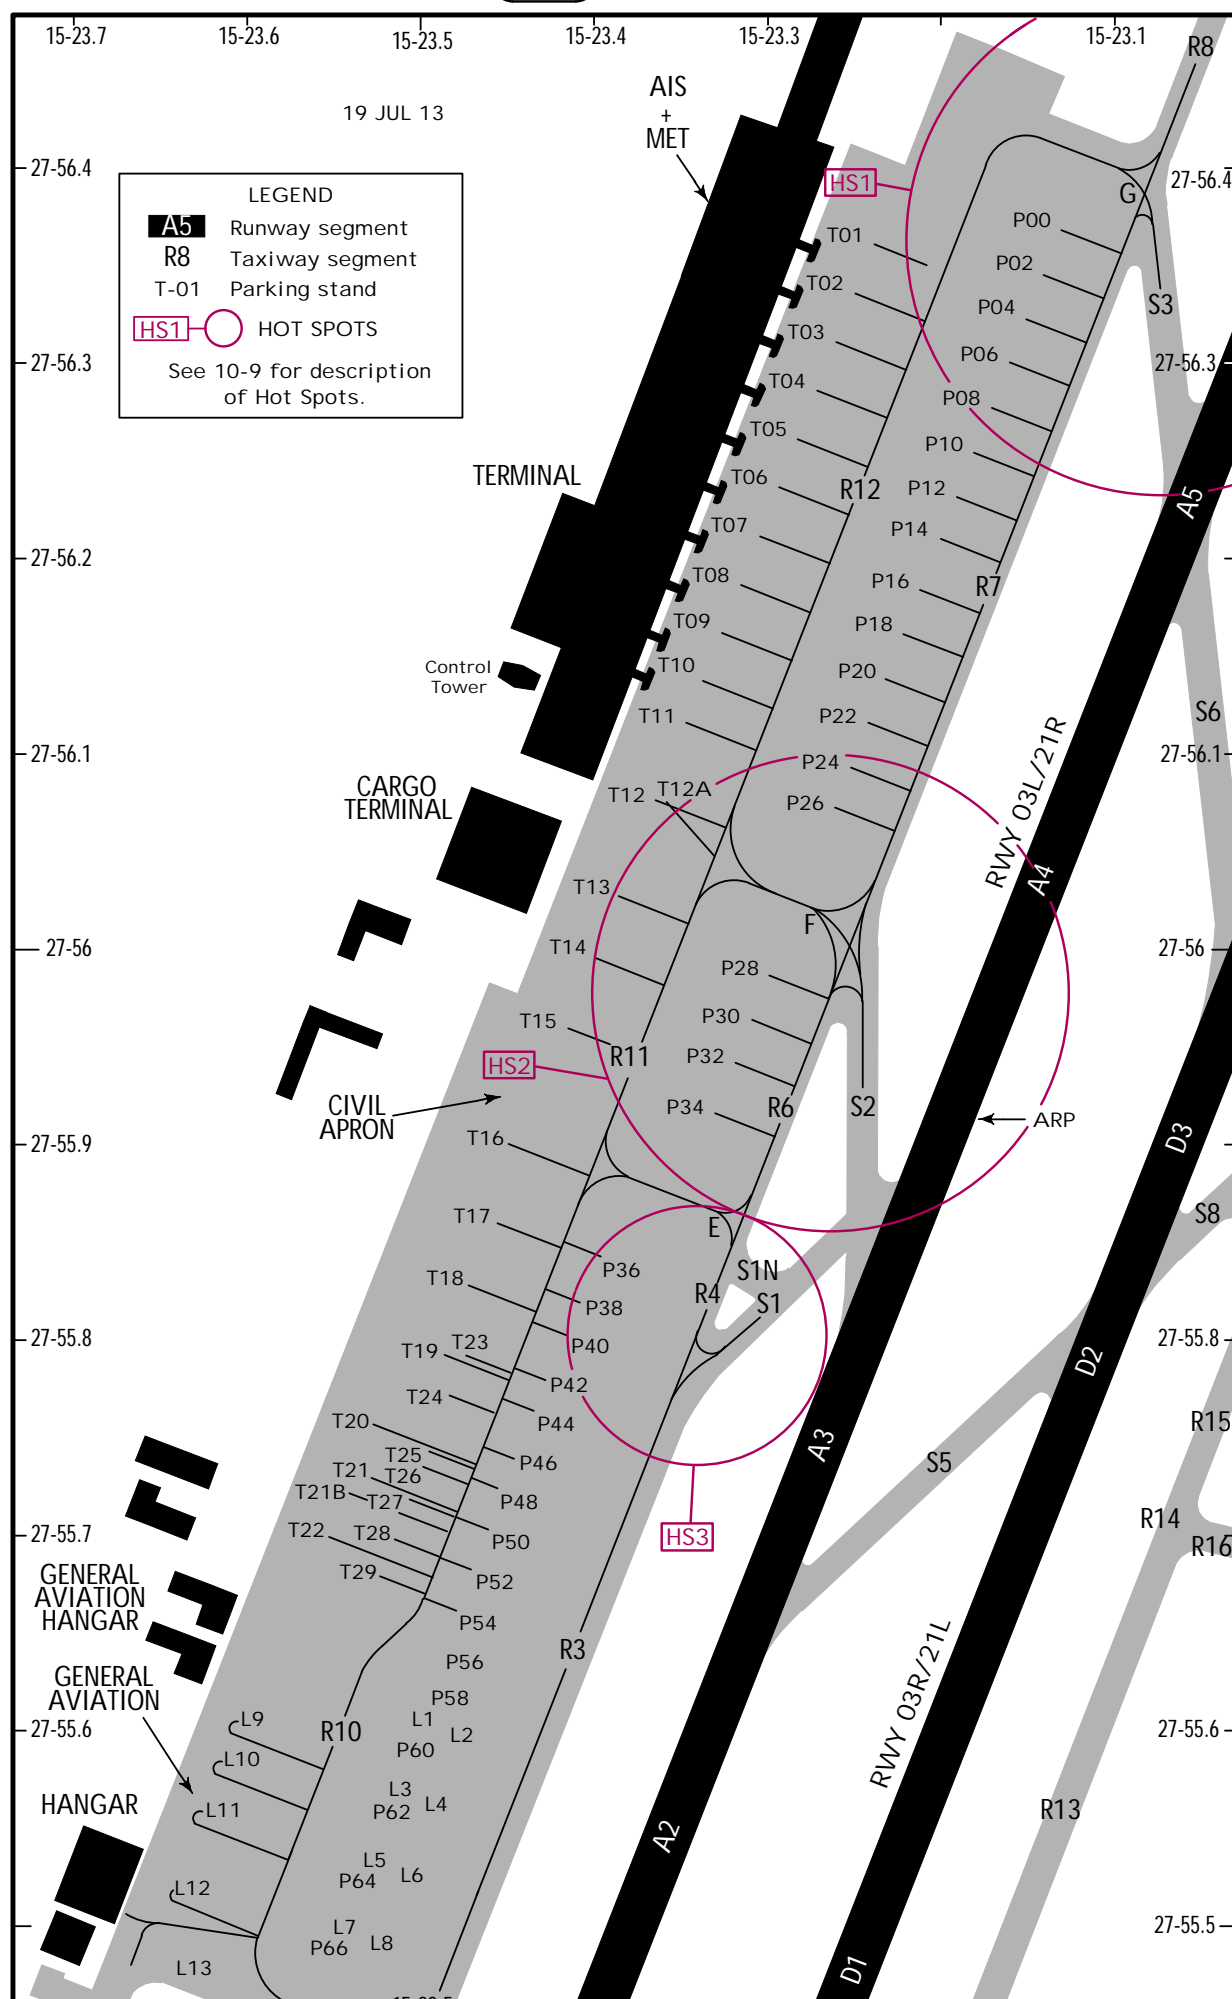 15-23.7
15-23.6
15-23.5
15-23.4
15-23.3
15-23.1
R8
19 JUL 13
AIS
+
MET
27-56.4
27-56.4
LEGEND
A5 Runway segment
R8 Taxiway segment
T-01 Parking stand
HS1 HOT SPOTS
See 10-9 for description
of Hot Spots.
HS1
G
P00
T01
P02
T02
P04
S3
T03
P06
27-56.3
27-56.3
T04
P08
T05
P10
TERMINAL
T06
R12
P12
A5
T07
P14
27-56.2
T08
P16
R7
T09
P18
Control
Tower
T10
P20
T11
P22
S6
RWY 03L/21R
27-56.1
27-56.1
P24
CARGO
TERMINAL
T12
T12A
P26
A4
T13
F
27-56
27-56
T14
P28
T15
P30
R11
P32
HS2
CIVIL
APRON
P34
R6
S2
ARP
D3
27-55.9
T16
T17
E
S8
P36
S1N
T18
R4
S1
P38
27-55.8
27-55.8
T23
P40
T19
D2
P42
T24
P44
R15
T20
A3
T25
P46
S5
T21
T26
T21B
T27
P48
R14
27-55.7
T22
T28
P50
HS3
R16
GENERAL
AVIATION
HANGAR
T29
P52
P54
R3
RWY 03R/21L
P56
GENERAL
AVIATION
P58
L9
L1
27-55.6
R10
L2
27-55.6
P60
L10
L3
HANGAR
L11
P62
L4
R13
A2
L5
L12
P64
L6
L7
27-55.5
P66
L8
L13
D1